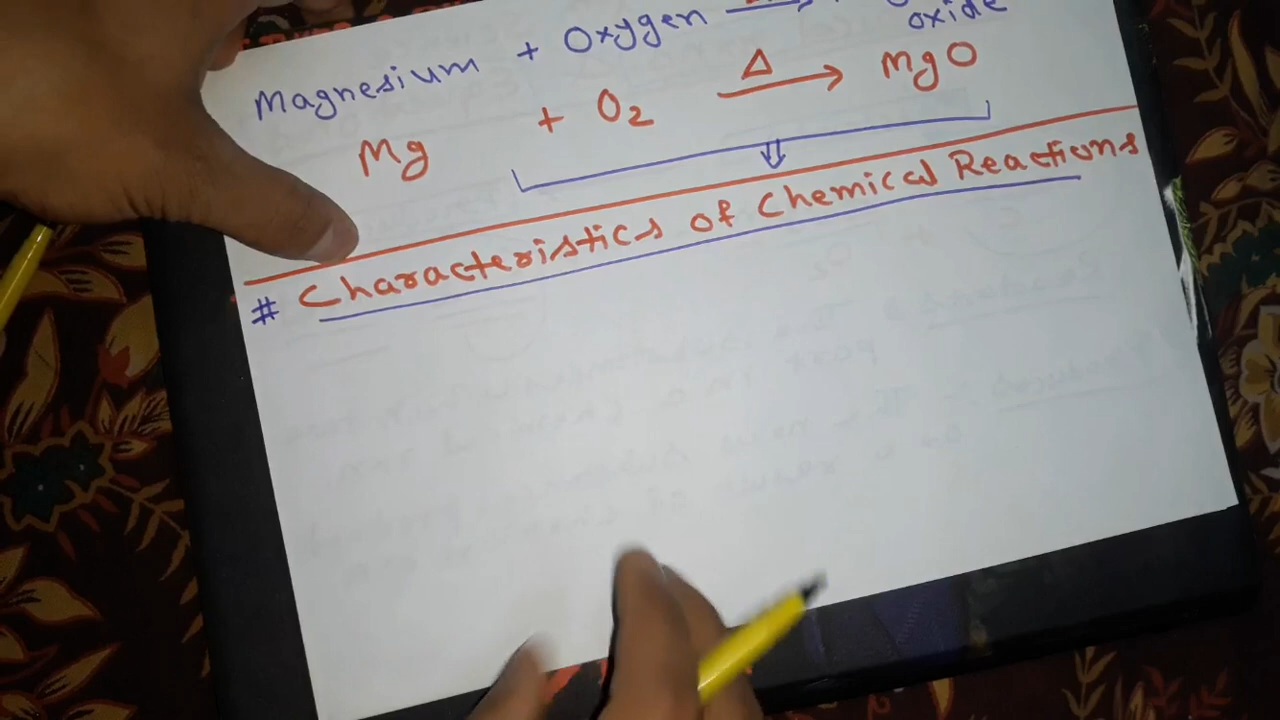 Magnesium + Oxygen → oxide
Mg + O₂ Δ → MgO
# Characteristics of Chemical Reactions